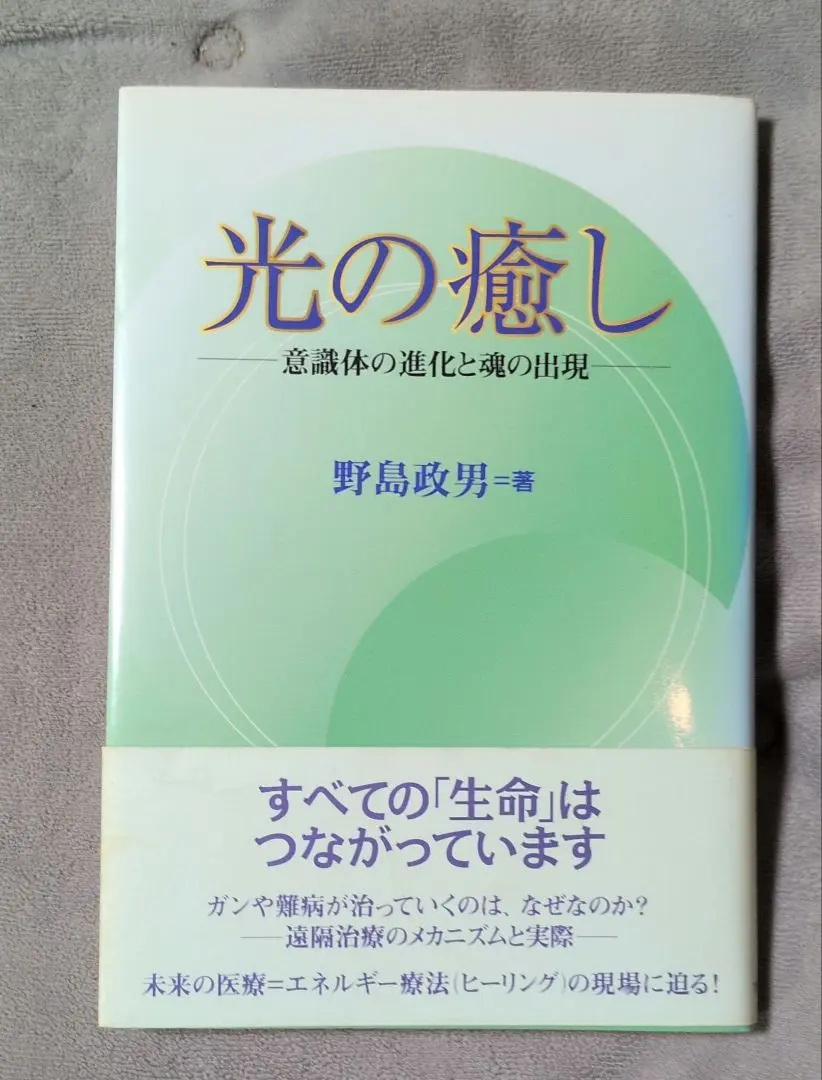 光の癒し
――意識体の進化と魂の出現――
野島政男=著
すべての「生命」は
つながっています
ガンや難病が治っていくのは、なぜなのか?
――遠隔治療のメカニズムと実際――
未来の医療=エネルギー療法(ヒーリング)の現場に迫る!